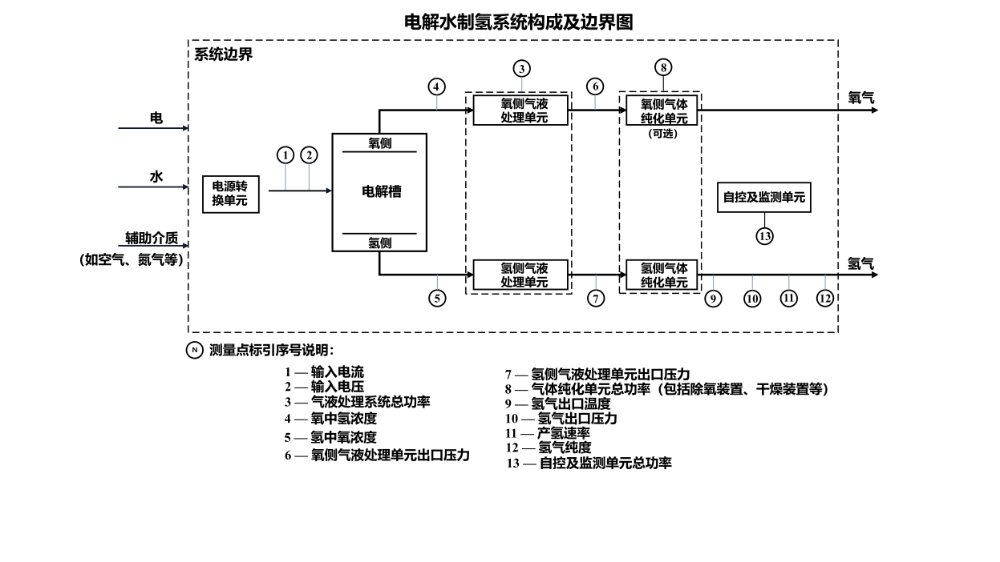 电解水制氢系统构成及边界图
系统边界
3
8
4
6
氧侧气液
处理单元
氧侧气体
纯化单元
(可选)
氧气
电
氧侧
1
2
水
电源转
换单元
电解槽
自控及监测单元
13
辅助介质
(如空气、氮气等)
氢侧
氢侧气液
处理单元
氢侧气体
纯化单元
氢气
5
7
9
10
11
12
N 测量点标引序号说明：
1 — 输入电流
2 — 输入电压
3 — 气液处理系统总功率
4 — 氧中氢浓度
5 — 氢中氧浓度
6 — 氧侧气液处理单元出口压力
7 — 氢侧气液处理单元出口压力
8 — 气体纯化单元总功率（包括除氧装置、干燥装置等）
9 — 氢气出口温度
10 — 氢气出口压力
11 — 产氢速率
12 — 氢气纯度
13 — 自控及监测单元总功率